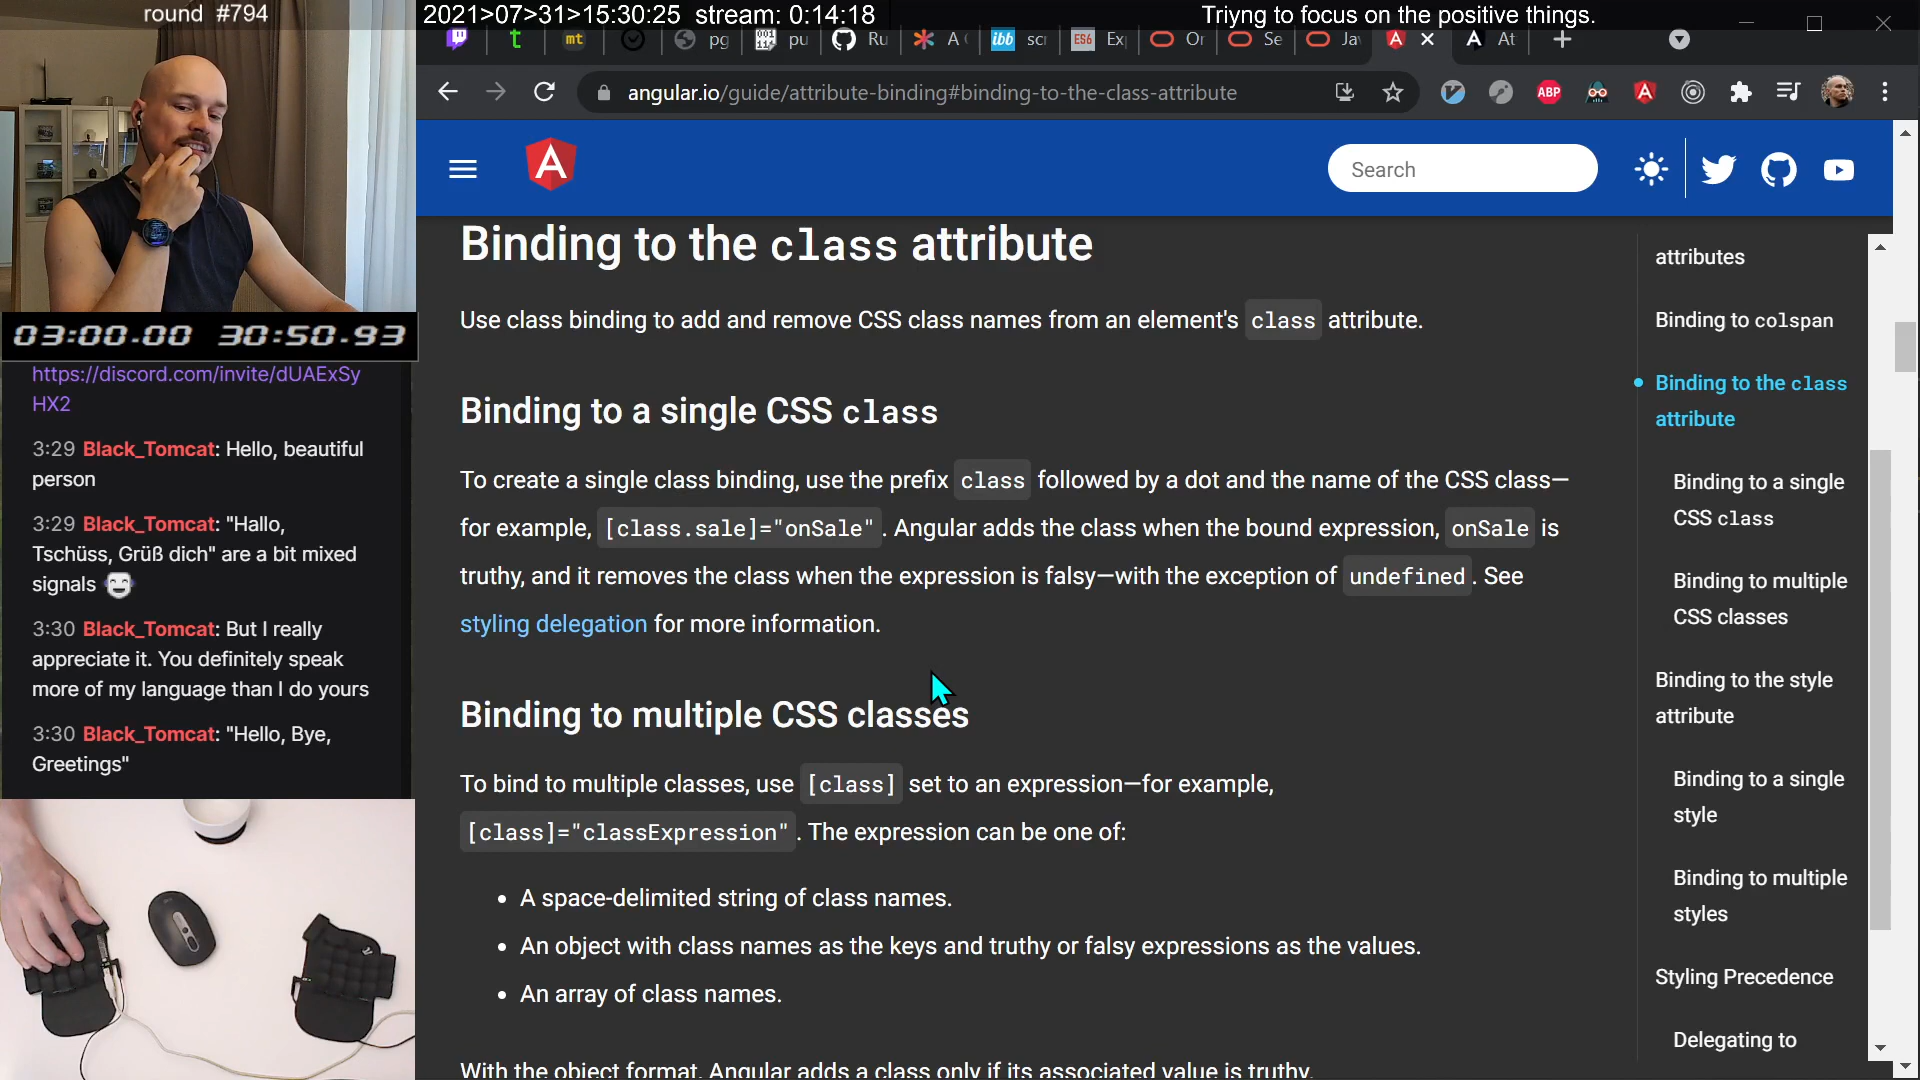 round #794
2021>07>31>15:30:25 stream: 0:14:18
Triyng to focus on the positive things.
pg
pu
Ru
A
sc
Ex
Or
Se
Ja
At
angular.io/guide/attribute-binding#binding-to-the-class-attribute
ABP
Search
03:00.00 30:50.93
https://discord.com/invite/dUAExSy
HX2
3:29 Black_Tomcat: Hello, beautiful
person
3:29 Black_Tomcat: "Hallo,
Tschüss, Grüß dich" are a bit mixed
signals
3:30 Black_Tomcat: But I really
appreciate it. You definitely speak
more of my language than I do yours
3:30 Black_Tomcat: "Hello, Bye,
Greetings"
Binding to the class attribute
Use class binding to add and remove CSS class names from an element's class attribute.
Binding to a single CSS class
To create a single class binding, use the prefix class followed by a dot and the name of the CSS class—
for example, [class.sale]="onSale". Angular adds the class when the bound expression, onSale is
truthy, and it removes the class when the expression is falsy—with the exception of undefined. See
styling delegation for more information.
Binding to multiple CSS classes
To bind to multiple classes, use [class] set to an expression—for example,
[class]="classExpression". The expression can be one of:
• A space-delimited string of class names.
• An object with class names as the keys and truthy or falsy expressions as the values.
• An array of class names.
With the object format, Angular adds a class only if its associated value is truthy.
attributes
Binding to colspan
Binding to the class
attribute
Binding to a single
CSS class
Binding to multiple
CSS classes
Binding to the style
attribute
Binding to a single
style
Binding to multiple
styles
Styling Precedence
Delegating to